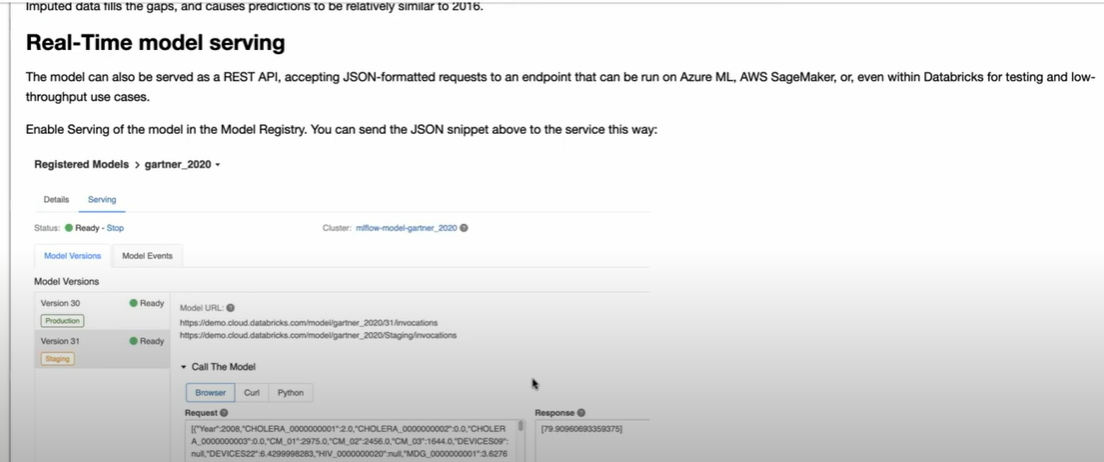 Imputed data fills the gaps, and causes predictions to be relatively similar to 2016.
Real-Time model serving
The model can also be served as a REST API, accepting JSON-formatted requests to an endpoint that can be run on Azure ML, AWS SageMaker, or, even within Databricks for testing and low-
throughput use cases.
Enable Serving of the model in the Model Registry. You can send the JSON snippet above to the service this way:
Registered Models > gartner_2020
Details Serving
Status: Ready - Stop Cluster: mlflow-model-gartner_2020
Model Versions Model Events
Model Versions
Version 30 Ready
Production
Version 31 Ready
Staging
Model URL:
https://demo.cloud.databricks.com/model/gartner_2020/31/invocations
https://demo.cloud.databricks.com/model/gartner_2020/Staging/invocations
Call The Model
Browser Curl Python
Request Response
[{"Year":2008,"CHOLERA_0000000001":2.0,"CHOLERA_0000000002":0.0,"CHOLER
A_0000000003":0.0,"CM_01":2975.0,"CM_02":2456.0,"CM_03":1644.0,"DEVICES09":
null,"DEVICES22":6.4299998283,"HIV_0000000020":null,"MDG_0000000001":3.6276
[79.90960693359375]